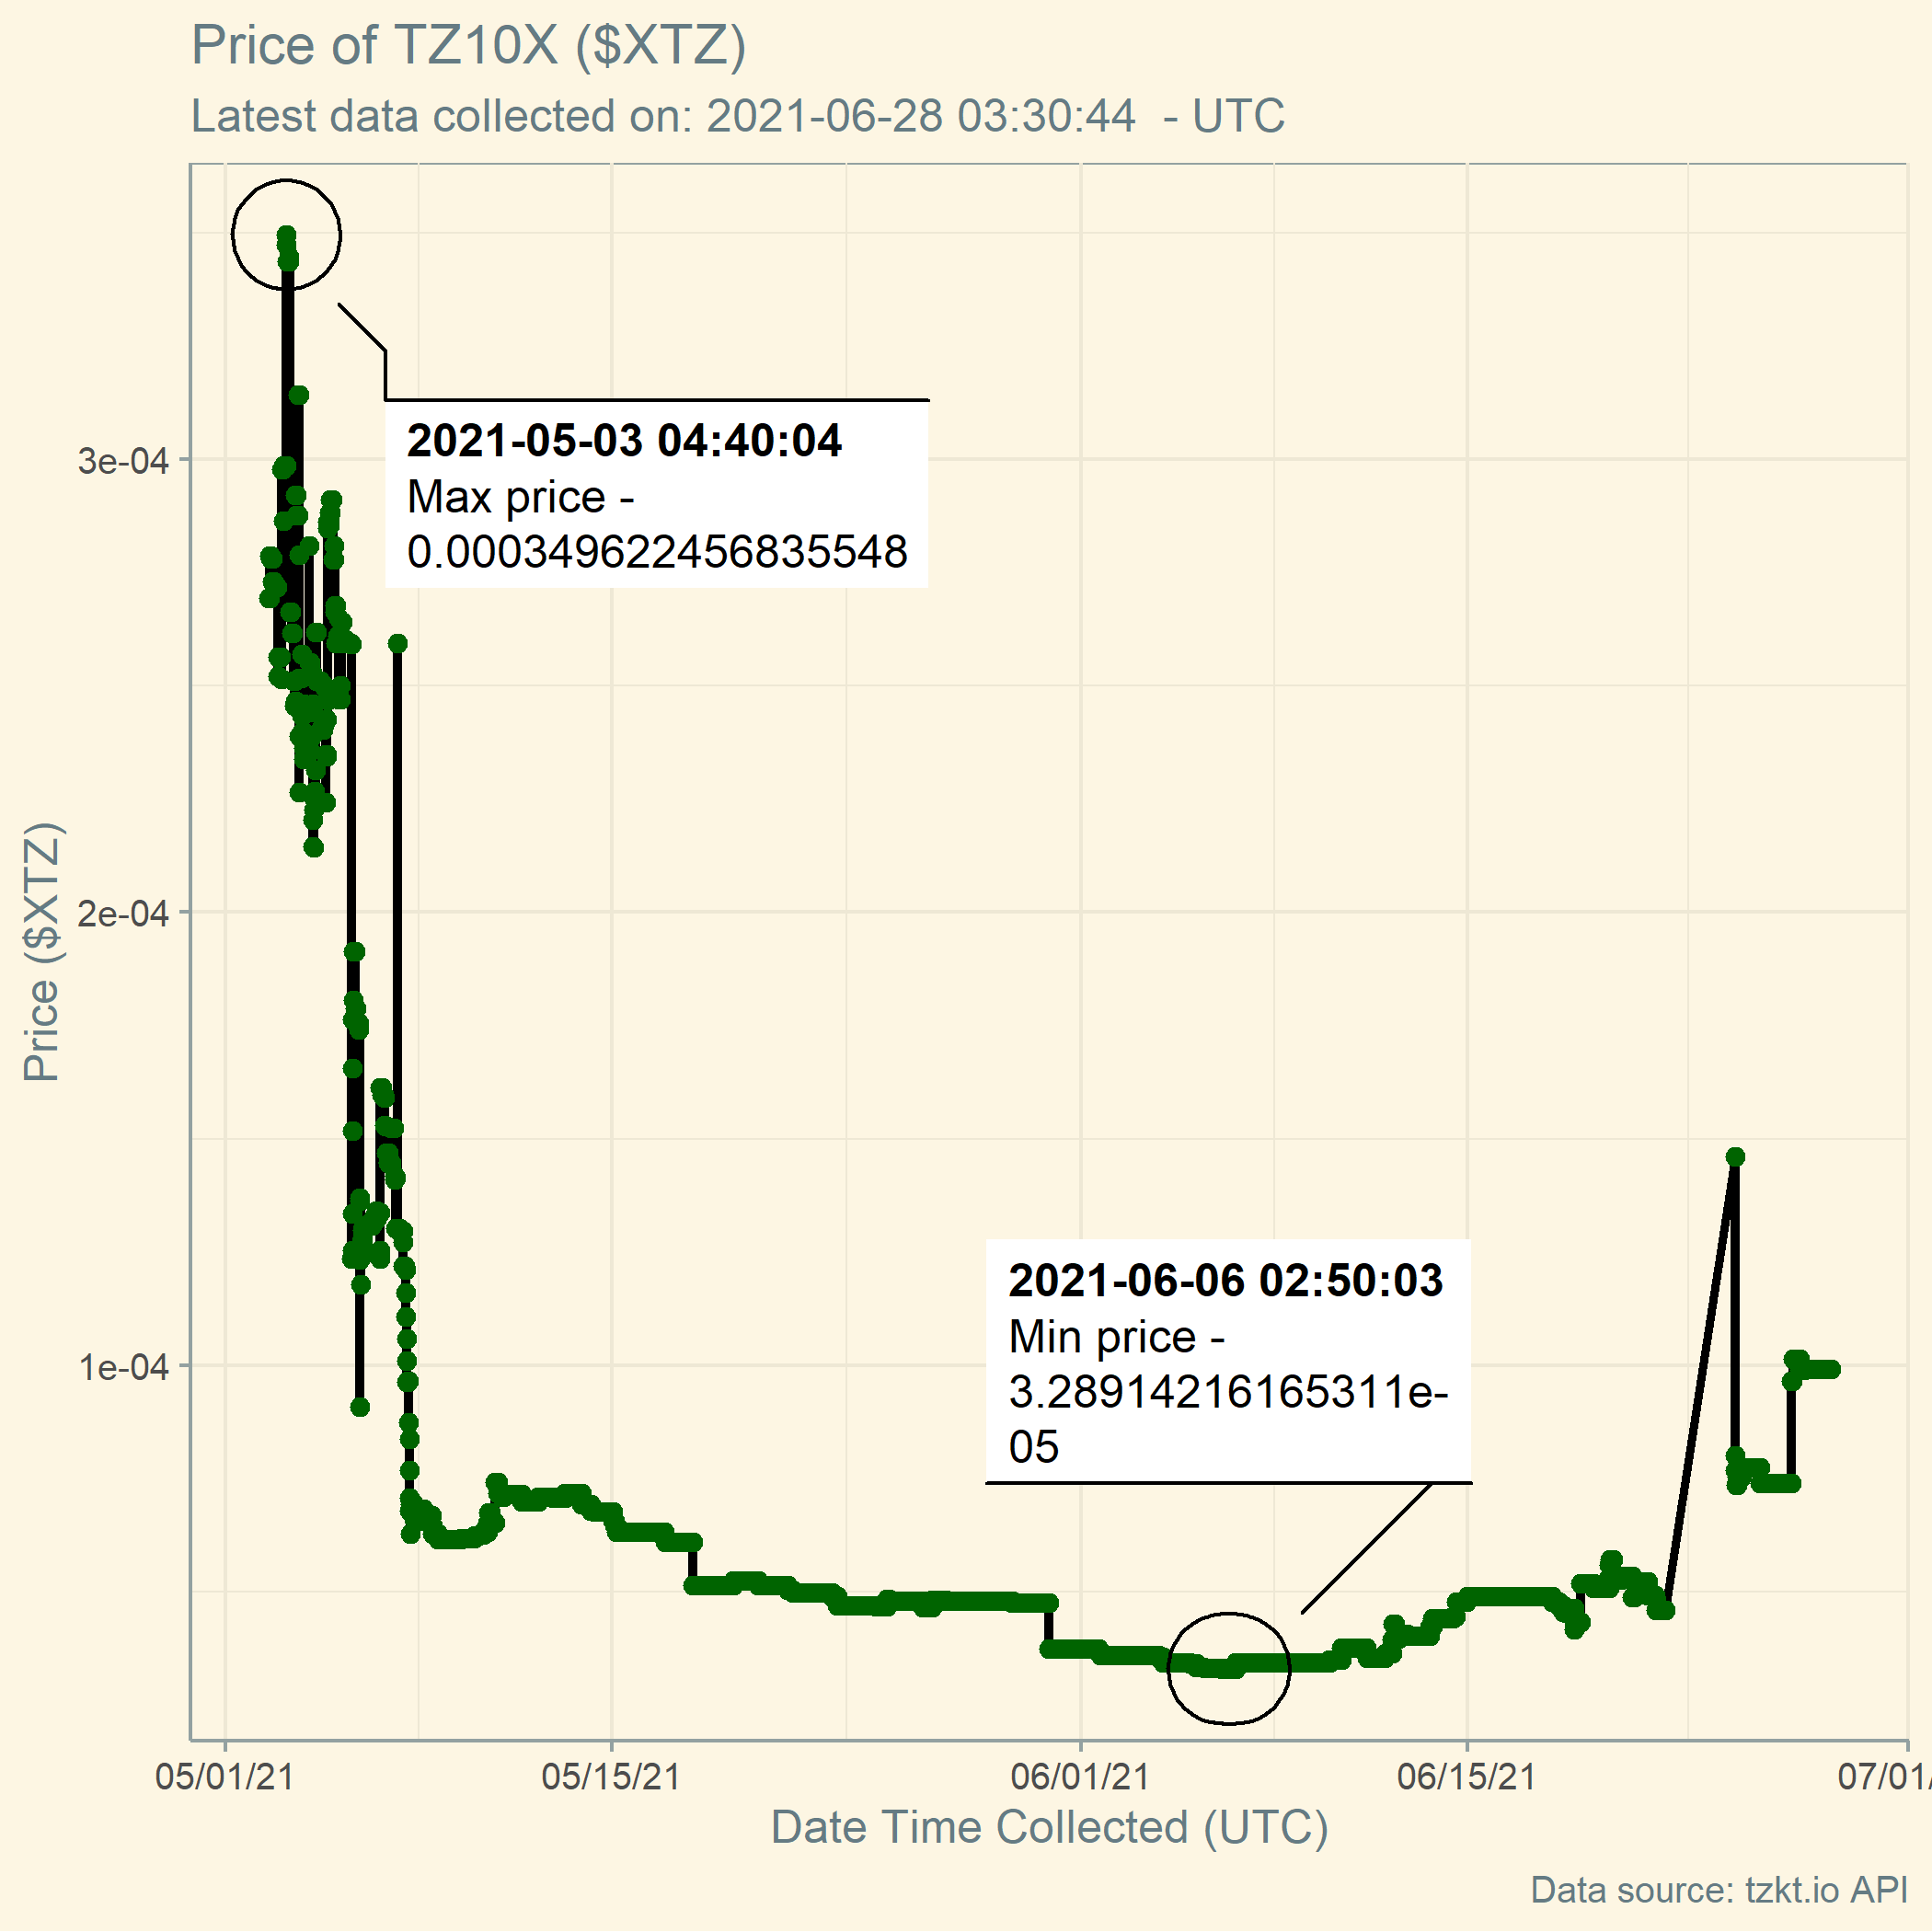 Price of TZ10X ($XTZ)
Latest data collected on: 2021-06-28 03:30:44  - UTC
2021-05-03 04:40:04
Max price -
0.000349622456835548
3e-04
2e-04
1e-04
Price ($XTZ)
2021-06-06 02:50:03
Min price -
3.28914216165311e-
05
05/01/21
05/15/21
06/01/21
06/15/21
07/01/
Date Time Collected (UTC)
Data source: tzkt.io API